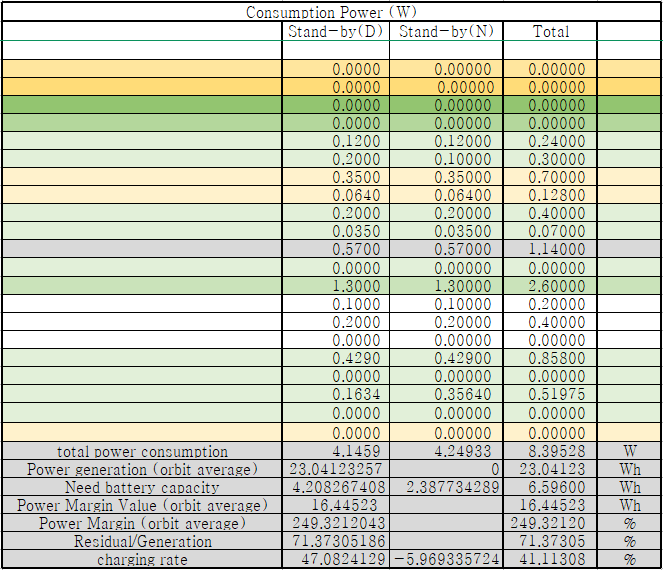 Consumption Power (W)
Stand-by(D) Stand-by(N) Total
0.0000 0.00000 0.00000
0.0000 0.00000 0.00000
0.0000 0.00000 0.00000
0.0000 0.00000 0.00000
0.1200 0.12000 0.24000
0.2000 0.10000 0.30000
0.3500 0.35000 0.70000
0.0640 0.06400 0.12800
0.2000 0.20000 0.40000
0.0350 0.03500 0.07000
0.5700 0.57000 1.14000
0.0000 0.00000 0.00000
1.3000 1.30000 2.60000
0.1000 0.10000 0.20000
0.2000 0.20000 0.40000
0.0000 0.00000 0.00000
0.4290 0.42900 0.85800
0.0000 0.00000 0.00000
0.1634 0.35640 0.51975
0.0000 0.00000 0.00000
0.0000 0.00000 0.00000
total power consumption 4.1459 4.24933 8.39528 W
Power generation (orbit average) 23.04123257 0 23.04123 Wh
Need battery capacity 4.208267408 2.387734289 6.59600 Wh
Power Margin Value (orbit average) 16.44523 16.44523 Wh
Power Margin (orbit average) 249.3212043 249.32120 %
Residual/Generation 71.37305186 71.37305 %
charging rate 47.0824129 -5.969335724 41.11308 %